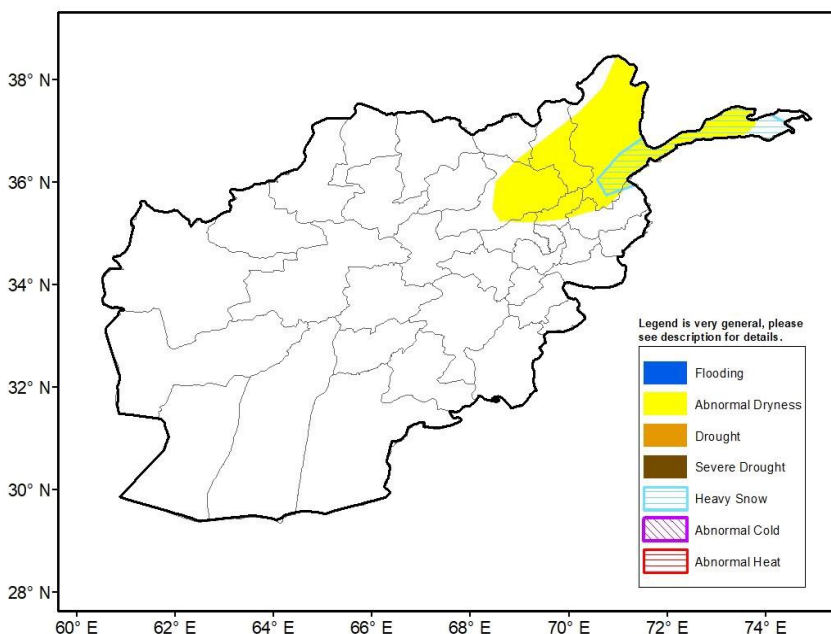 38° N
36° N
34° N
32° N
30° N
28° N
Legend is very general, please
see description for details.
Flooding
Abnormal Dryness
Drought
Severe Drought
Heavy Snow
Abnormal Cold
Abnormal Heat
60° E 62° E 64° E 66° E 68° E 70° E 72° E 74° E